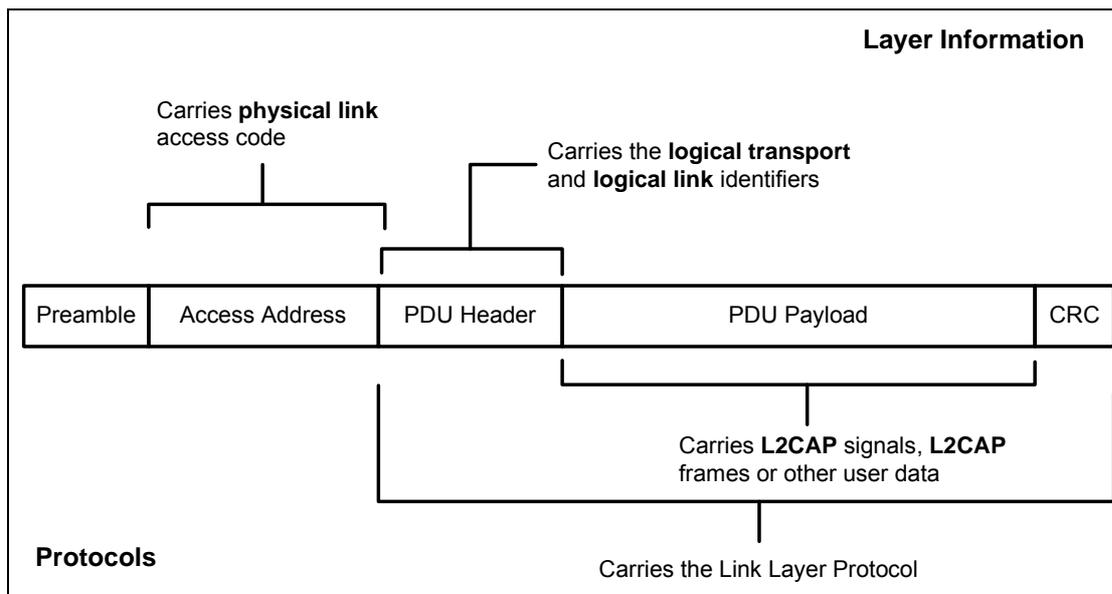 Layer Information
Carries physical link
access code
Carries the logical transport
and logical link identifiers
Preamble
Access Address
PDU Header
PDU Payload
CRC
Carries L2CAP signals, L2CAP
frames or other user data
Protocols
Carries the Link Layer Protocol